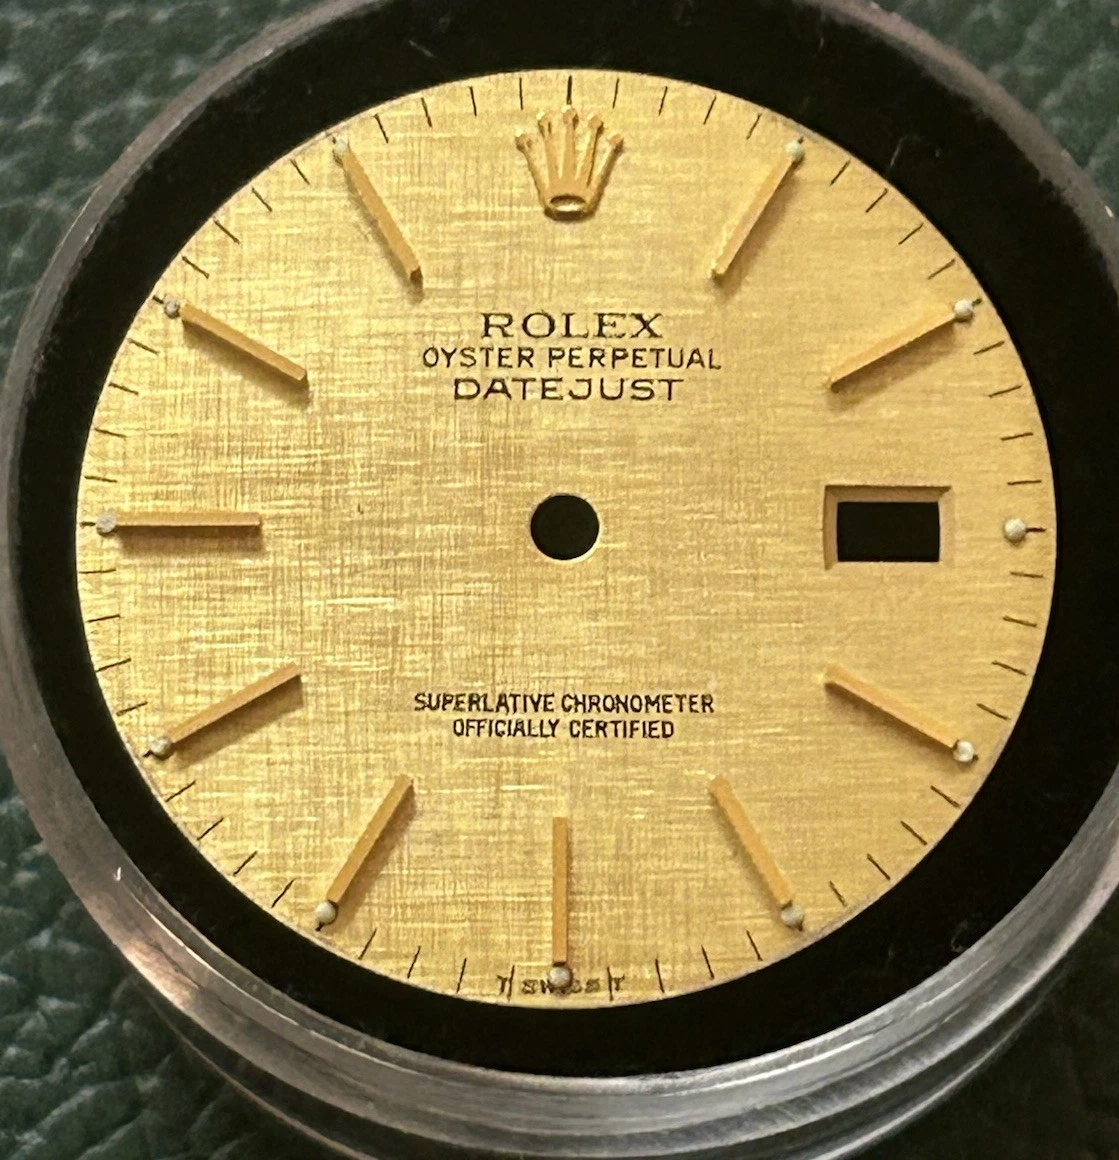 ROLEX
OYSTER PERPETUAL
DATEJUST
SUPERLATIVE CHRONOMETER
OFFICIALLY CERTIFIED
T SWISS T